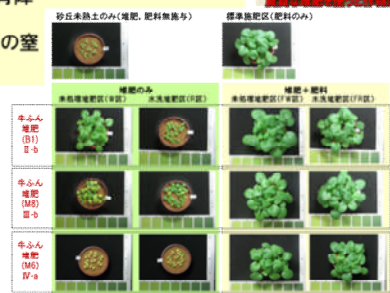 の窒
砂丘未熟土のみ(堆肥, 肥料無施与)
標準施肥区(肥料のみ)
堆肥のみ
堆肥+肥料
未処理堆肥区(W区) 水洗堆肥区(R区)
未処理堆肥区(FW区) 水洗堆肥区(FR区)
牛ふん
堆肥
(B1)
Ⅱ-b
牛ふん
堆肥
(M8)
Ⅲ-b
牛ふん
堆肥
(M6)
Ⅳ-a